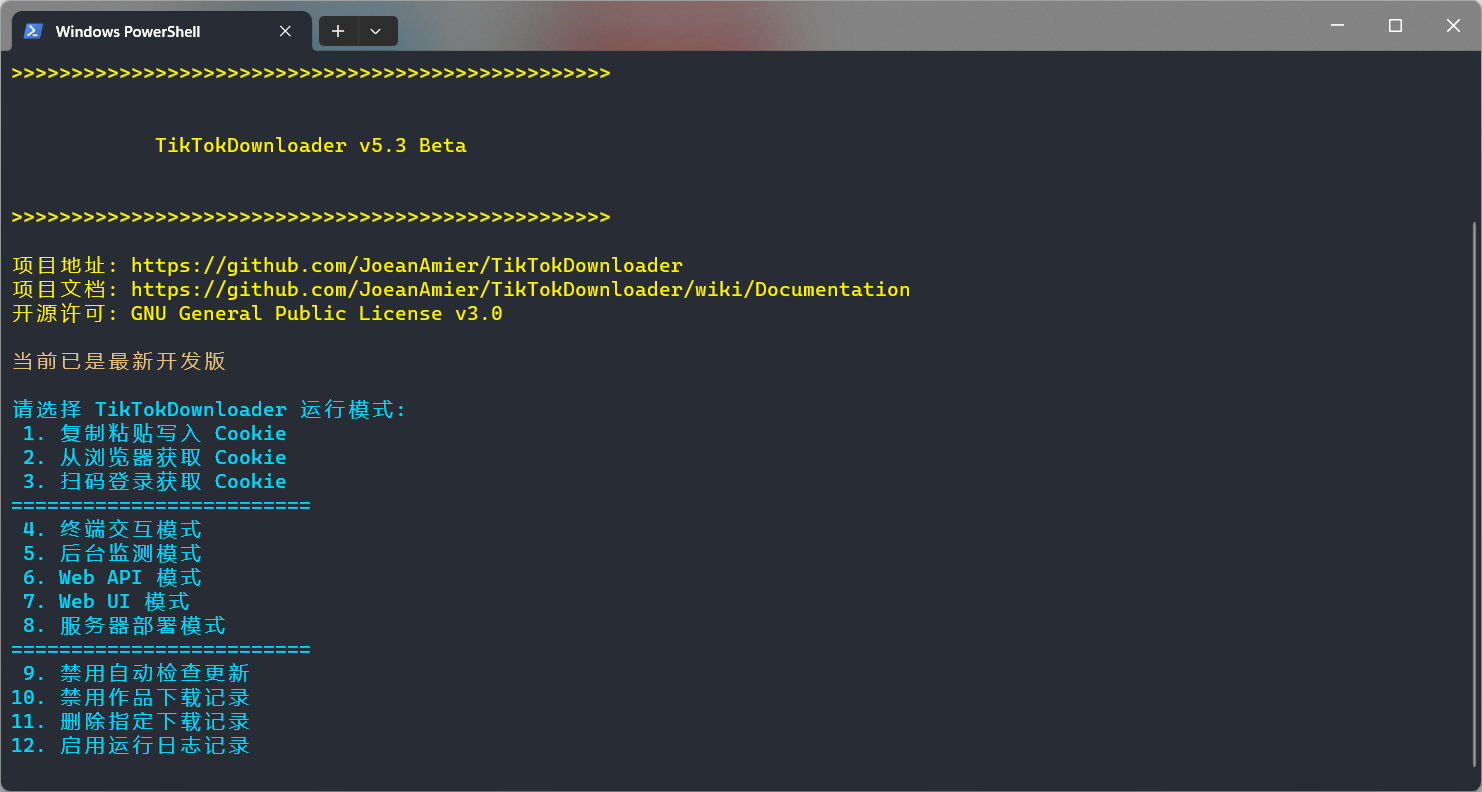 Windows PowerShell
>>>>>>>>>>>>>>>>>>>>>>>>>>>>>>>>>>>>>>>>>>>>>>>>>>
TikTokDownloader v5.3 Beta
>>>>>>>>>>>>>>>>>>>>>>>>>>>>>>>>>>>>>>>>>>>>>>>>>>
项目地址: https://github.com/JoeanAmier/TikTokDownloader
项目文档: https://github.com/JoeanAmier/TikTokDownloader/wiki/Documentation
开源许可: GNU General Public License v3.0
当前已是最新开发版
请选择 TikTokDownloader 运行模式:
1. 复制粘贴写入 Cookie
2. 从浏览器获取 Cookie
3. 扫码登录获取 Cookie
=========================
4. 终端交互模式
5. 后台监测模式
6. Web API 模式
7. Web UI 模式
8. 服务器部署模式
=========================
9. 禁用自动检查更新
10. 禁用作品下载记录
11. 删除指定下载记录
12. 启用运行日志记录